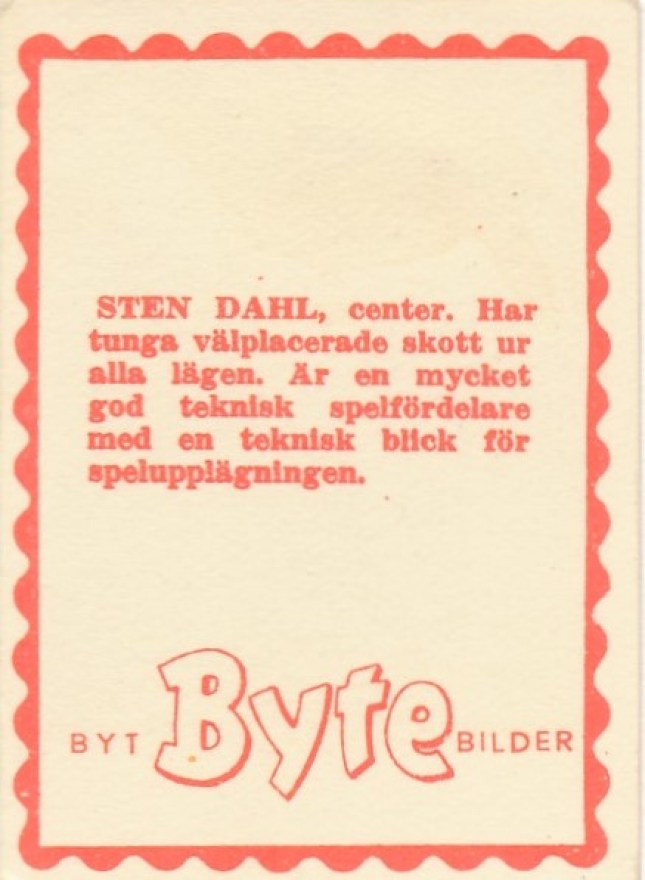 STEN DAHL, center. Har
tunga välplacerade skott ur
alla lägen. Är en mycket
god teknisk spelfördelare
med en teknisk blick för
spelupplägningen.
BYT Byte BILDER